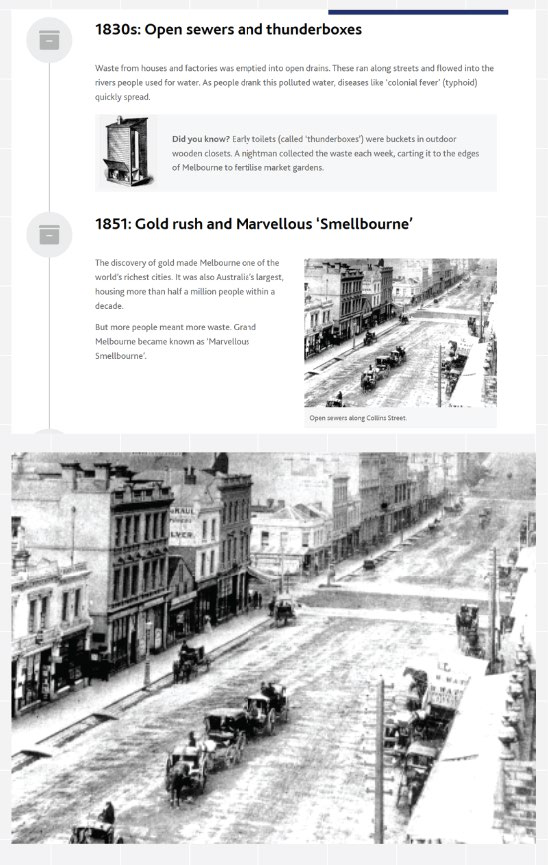 1830s: Open sewers and thunderboxes
Waste from houses and factories was emptied into open drains. These ran along streets and flowed into the
rivers people used for water. As people drank this polluted water, diseases like 'colonial fever' (typhoid)
quickly spread.
Did you know? Early toilets (called 'thunderboxes') were buckets in outdoor
wooden closets. A nightman collected the waste each week, carting it to the edges
of Melbourne to fertilise market gardens.
1851: Gold rush and Marvellous 'Smellbourne'
The discovery of gold made Melbourne one of the
world's richest cities. It was also Australia's largest,
housing more than half a million people within a
decade.
But more people meant more waste. Grand
Melbourne became known as 'Marvellous
Smellbourne'.
Open sewers along Collins Street.